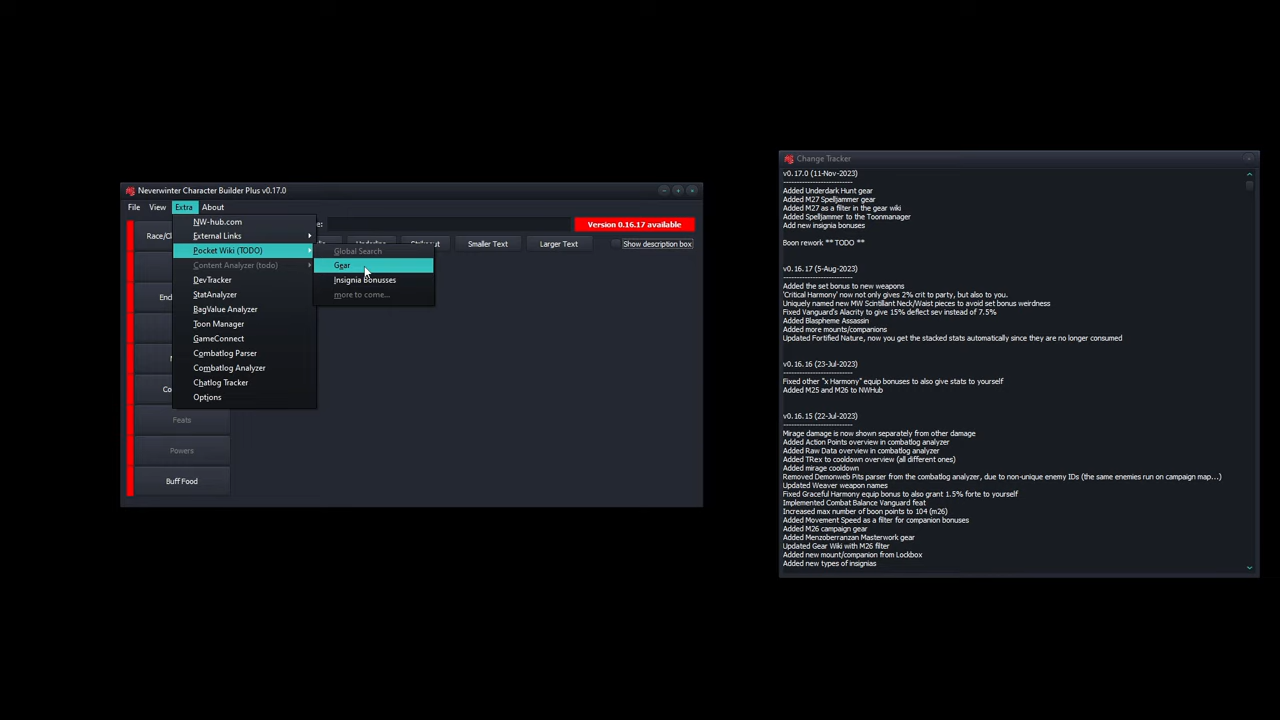 Neverwinter Character Builder Plus v0.17.0
File View Extra About
NW-hub.com
External Links
Pocket Wiki (TODO)
Content Analyzer (todo)
DevTracker
StatAnalyzer
BagValue Analyzer
Toon Manager
GameConnect
Combatlog Parser
Combatlog Analyzer
Chatlog Tracker
Options
Global Search
Gear
Insignia Bonusses
more to come...
Version 0.16.17 available
Underline Strikeout Smaller Text Larger Text Show description box
Feats
Powers
Buff Food
Change Tracker
v0.17.0 (11-Nov-2023)
Added Underdark Hunt gear
Added M27 Spelljammer gear
Added M27 as a filter in the gear wiki
Added Spelljammer to the Toonmanager
Add new insignia bonuses
Boon rework ** TODO **
v0.16.17 (5-Aug-2023)
Added the set bonus to new weapons
'Critical Harmony' now not only gives 2% crit to party, but also to you.
Uniquely named new MW Scintillant Neck/Waist pieces to avoid set bonus weirdness
Fixed Vanguard's Alacrity to give 15% deflect sev instead of 7.5%
Added Blaspheme Assassin
Added more mounts/companions
Updated Fortified Nature, now you get the stacked stats automatically since they are no longer consumed
v0.16.16 (23-Jul-2023)
Fixed other "x Harmony" equip bonuses to also give stats to yourself
Added M25 and M26 to NWHub
v0.16.15 (22-Jul-2023)
Mirage damage is now shown separately from other damage
Added Action Points overview in combatlog analyzer
Added Raw Data overview in combatlog analyzer
Added TRex to cooldown overview (all different ones)
Added mirage cooldown
Removed Demonweb Pits parser from the combatlog analyzer, due to non-unique enemy IDs (the same enemies run on campaign map...)
Updated Weaver weapon names
Fixed Graceful Harmony equip bonus to also grant 1.5% forte to yourself
Implemented Combat Balance Vanguard feat
Increased max number of boon points to 104 (m26)
Added Movement Speed as a filter for companion bonuses
Added M26 campaign gear
Added Menzoberranzan Masterwork gear
Updated Gear Wiki with M26 filter
Added new mount/companion from Lockbox
Added new types of insignias